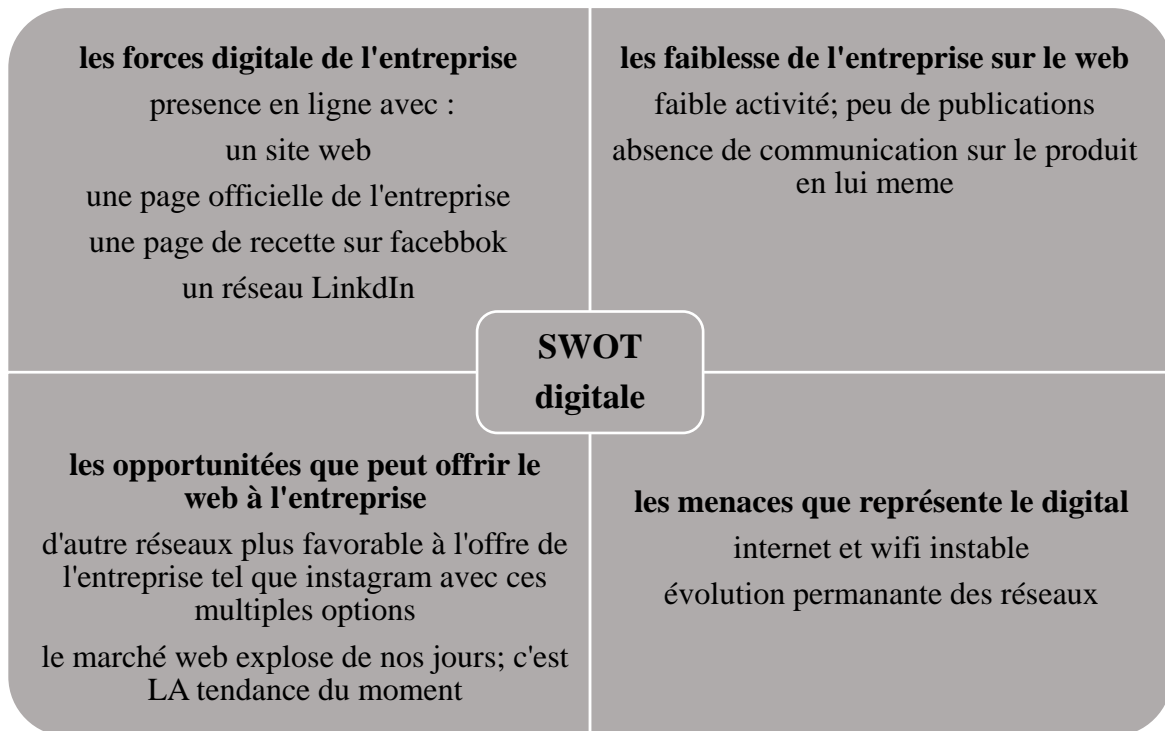 les forces digitale de l'entreprise
presence en ligne avec :
un site web
une page officielle de l'entreprise
une page de recette sur facebbok
un réseau LinkdIn
les faiblesse de l'entreprise sur le web
faible activité; peu de publications
absence de communication sur le produit
en lui meme
SWOT
digitale
les opportunitées que peut offrir le
web à l'entreprise
d'autre réseaux plus favorable à l'offre de
l'entreprise tel que instagram avec ces
multiples options
le marché web explose de nos jours; c'est
LA tendance du moment
les menaces que représente le digital
internet et wifi instable
évolution permanante des réseaux